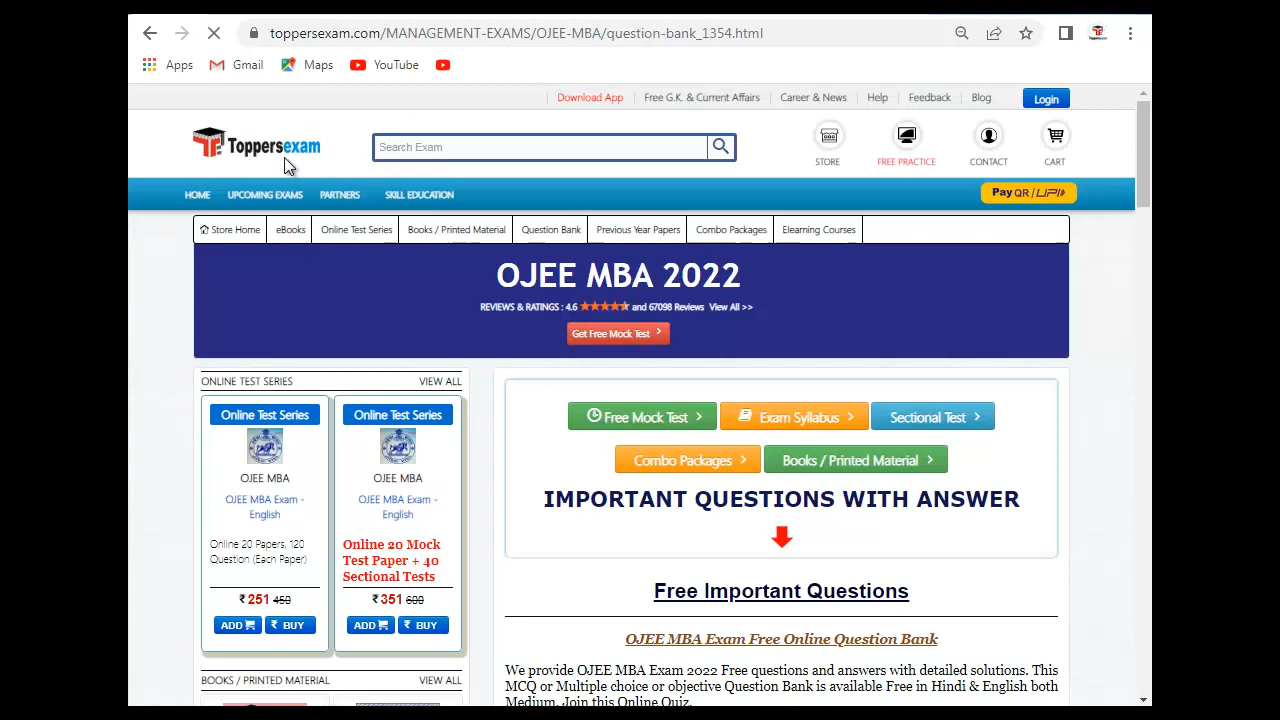 toppersexam.com/MANAGEMENT-EXAMS/OJEE-MBA/question-bank_1354.html
Apps Gmail Maps YouTube
Download App Free G.K. & Current Affairs Career & News Help Feedback Blog Login
Toppersexam
Search Exam
STORE FREE PRACTICE CONTACT CART
HOME UPCOMING EXAMS PARTNERS SKILL EDUCATION
Pay QR / UPI
Store Home eBooks Online Test Series Books / Printed Material Question Bank Previous Year Papers Combo Packages Elearning Courses
OJEE MBA 2022
REVIEWS & RATINGS : 4.6 and 67098 Reviews View All >>
Get Free Mock Test
ONLINE TEST SERIES VIEW ALL
Online Test Series
OJEE MBA
OJEE MBA Exam -
English
Online 20 Papers, 120
Question (Each Paper)
₹ 251 450
ADD ₹ BUY
Online Test Series
OJEE MBA
OJEE MBA Exam -
English
Online 20 Mock
Test Paper + 40
Sectional Tests
₹ 351 600
ADD ₹ BUY
BOOKS / PRINTED MATERIAL VIEW ALL
Free Mock Test Exam Syllabus Sectional Test
Combo Packages Books / Printed Material
IMPORTANT QUESTIONS WITH ANSWER
Free Important Questions
OJEE MBA Exam Free Online Question Bank
We provide OJEE MBA Exam 2022 Free questions and answers with detailed solutions. This
MCQ or Multiple choice or objective Question Bank is available Free in Hindi & English both
Medium. Join this Online Quiz.